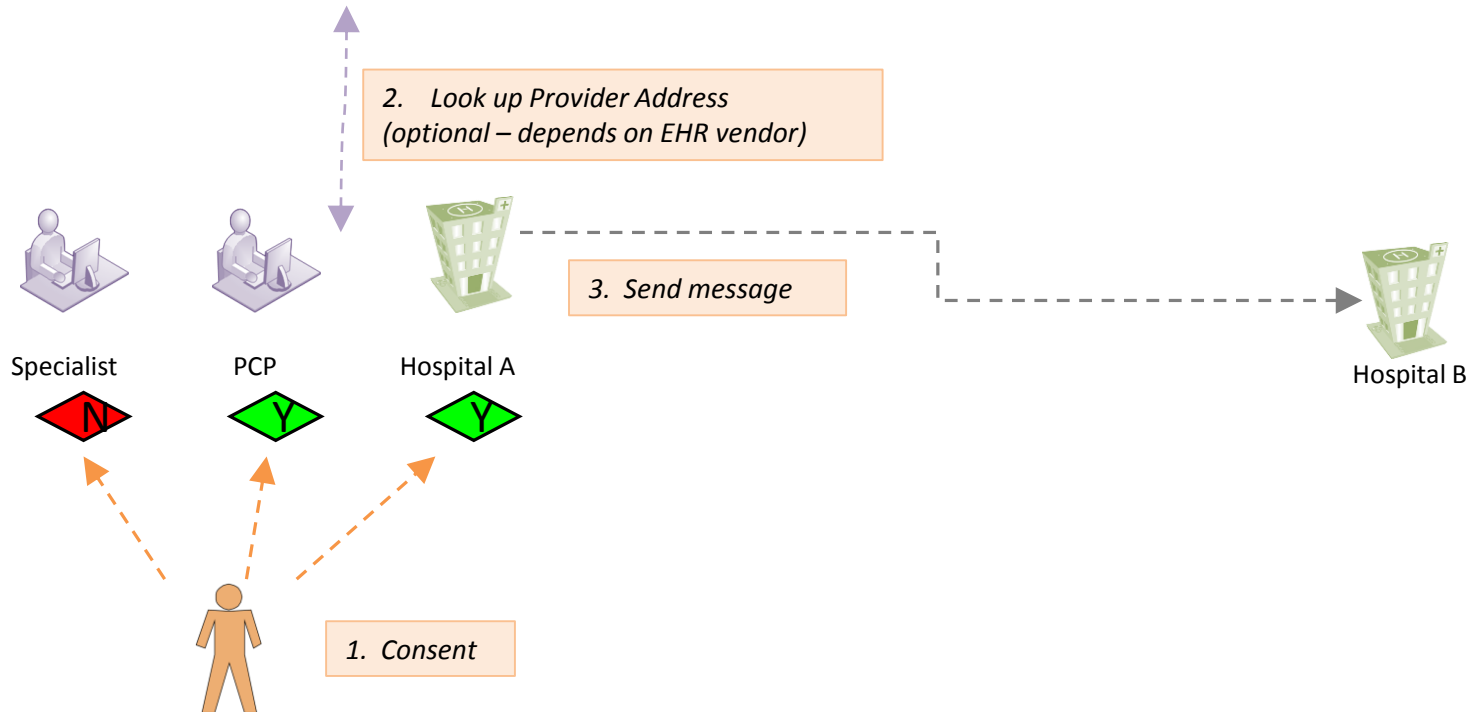 2. Look up Provider Address
(optional – depends on EHR vendor)
H
H
3. Send message
Specialist
PCP
Hospital A
Hospital B
N
Y
Y
1. Consent